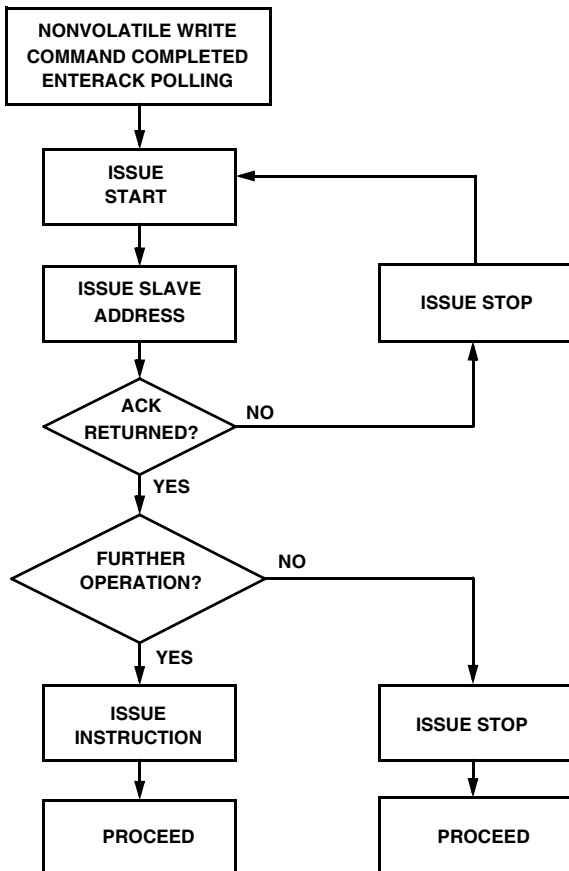 NONVOLATILE WRITE
COMMAND COMPLETED
ENTERACK POLLING
ISSUE
START
ISSUE SLAVE
ADDRESS
ISSUE STOP
ACK
RETURNED?
NO
YES
FURTHER
OPERATION?
NO
YES
ISSUE
INSTRUCTION
ISSUE STOP
PROCEED
PROCEED